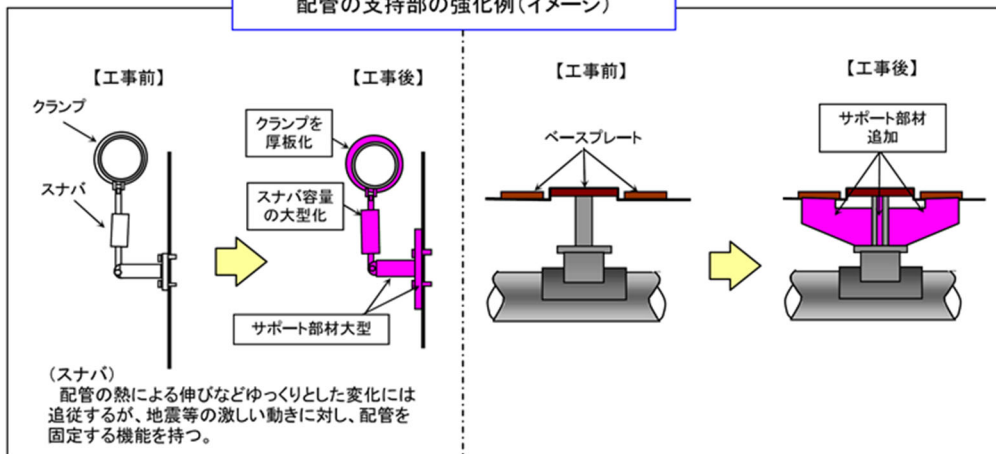 配管の支持部の強化例(イメージ)
【工事前】
クランプ
スナバ
【工事後】
クランプを
厚板化
スナバ容量
の大型化
サポート部材大型
(スナバ)
配管の熱による伸びなどゆっくりとした変化には
追従するが、地震等の激しい動きに対し、配管を
固定する機能を持つ。
【工事前】
ベースプレート
【工事後】
サポート部材
追加